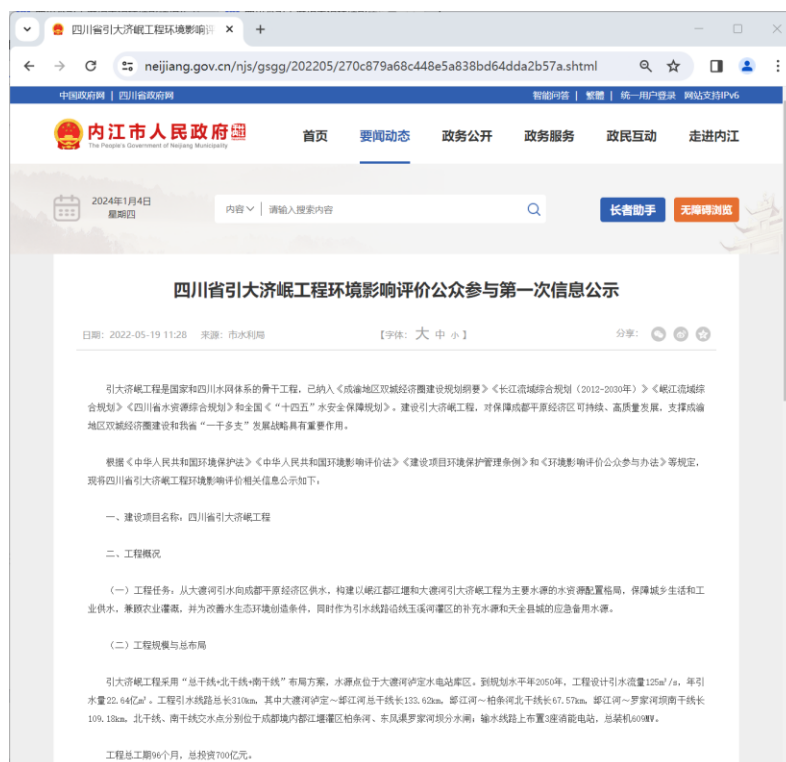 四川省引大济岷工程环境影响评
neijiang.gov.cn/njs/gsgg/202205/270c879a68c448e5a838bd64dda2b57a.shtml
中国政府网 | 四川省政府网
智能问答 | 繁體 | 统一用户登录 网站支持IPv6
内江市人民政府
The People's Government of Neijiang Municipality
首页 要闻动态 政务公开 政务服务 政民互动 走进内江
2024年1月4日
星期四
内容 | 请输入搜索内容
长者助手 无障碍浏览
四川省引大济岷工程环境影响评价公众参与第一次信息公示
日期: 2022-05-19 11:28 来源: 市水利局 【字体: 大 中 小 】 分享:
引大济岷工程是国家和四川水网体系的骨干工程，已纳入《成渝地区双城经济圈建设规划纲要》《长江流域综合规划（2012-2030年）》《岷江流域综
合规划》《四川省水资源综合规划》和全国《“十四五”水安全保障规划》。建设引大济岷工程，对保障成都平原经济区可持续、高质量发展，支撑成渝
地区双城经济圈建设和我省“一干多支”发展战略具有重要作用。
根据《中华人民共和国环境保护法》《中华人民共和国环境影响评价法》《建设项目环境保护管理条例》和《环境影响评价公众参与办法》等规定，
现将四川省引大济岷工程环境影响评价相关信息公示如下：
一、建设项目名称：四川省引大济岷工程
二、工程概况
（一）工程任务：从大渡河引水向成都平原经济区供水，构建以岷江都江堰和大渡河引大济岷工程为主要水源的水资源配置格局，保障城乡生活和工
业供水，兼顾农业灌溉，并为改善水生态环境创造条件，同时作为引水线路沿线玉溪河灌区的补充水源和天全县城的应急备用水源。
（二）工程规模与总布局
引大济岷工程采用“总干线+北干线+南干线”布局方案，水源点位于大渡河泸定水电站库区。到规划水平年2050年，工程设计引水流量125m³/s，年引
水量22.64亿m³。工程引水线路总长310km，其中大渡河泸定～䢺江河总干线长133.62km，䢺江河～柏条河北干线长67.57km，䢺江河～罗家河坝南干线长
109.18km，北干线、南干线交水点分别位于成都境内都江堰灌区柏条河、东风渠罗家河坝分水闸；输水线路上布置3座消能电站，总装机609MW。
工程总工期96个月，总投资700亿元。